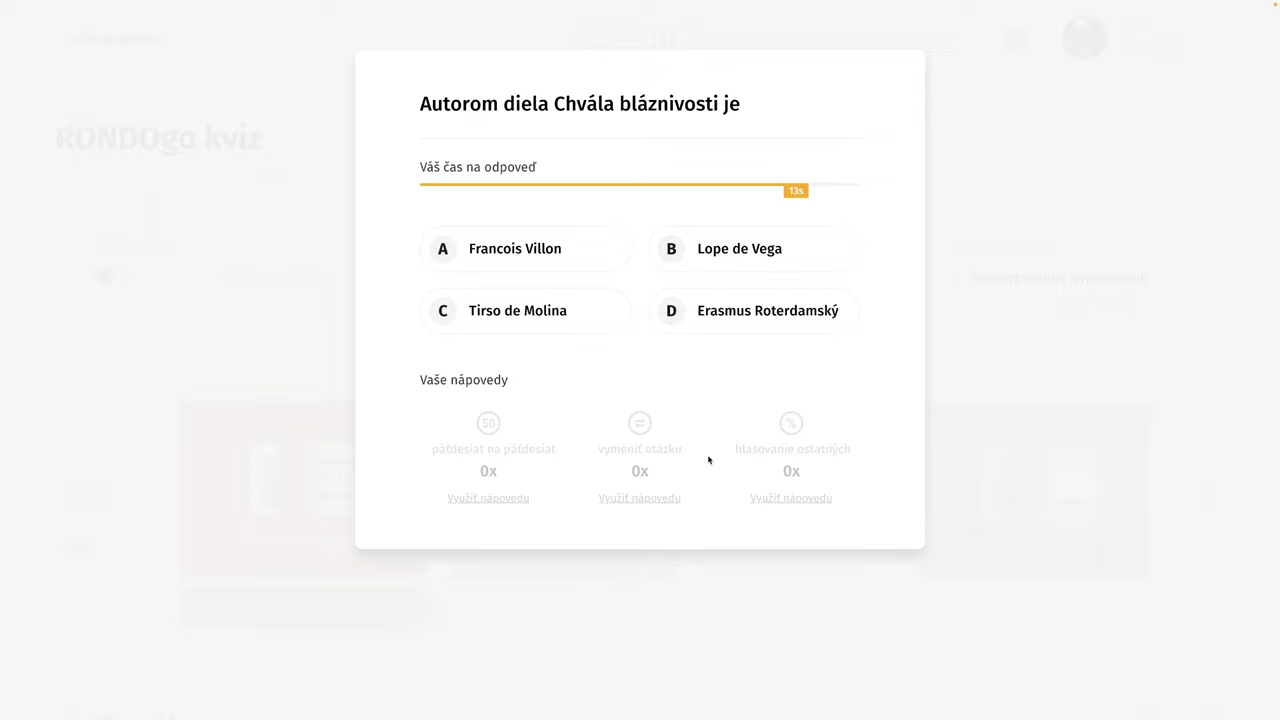 RONDOgo kvíz
Autorom diela Chvála bláznivosti je
Váš čas na odpoveď
13s
A Francois Villon
B Lope de Vega
C Tirso de Molina
D Erasmus Roterdamský
Vaše nápovedy
50
%
päťdesiat na päťdesiat
vymeniť otázku
hlasovanie ostatných
0x
0x
0x
Využiť nápovedu
Využiť nápovedu
Využiť nápovedu